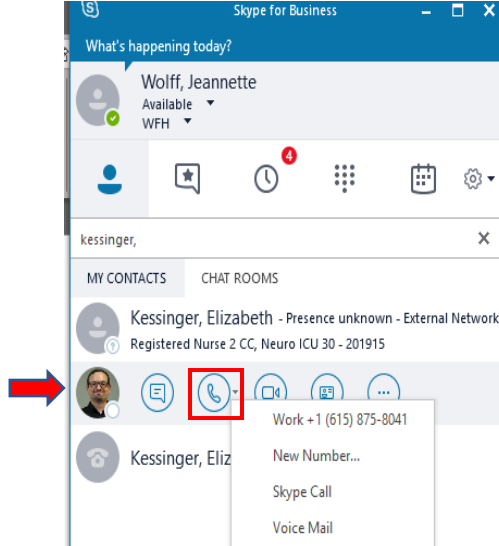 Skype for Business
What's happening today?
Wolff, Jeannette
Available
WFH
4
kessinger,
MY CONTACTS CHAT ROOMS
Kessinger, Elizabeth - Presence unknown - External Network
Registered Nurse 2 CC, Neuro ICU 30 - 201915
Work +1 (615) 875-8041
Kessinger, Eliz
New Number...
Skype Call
Voice Mail